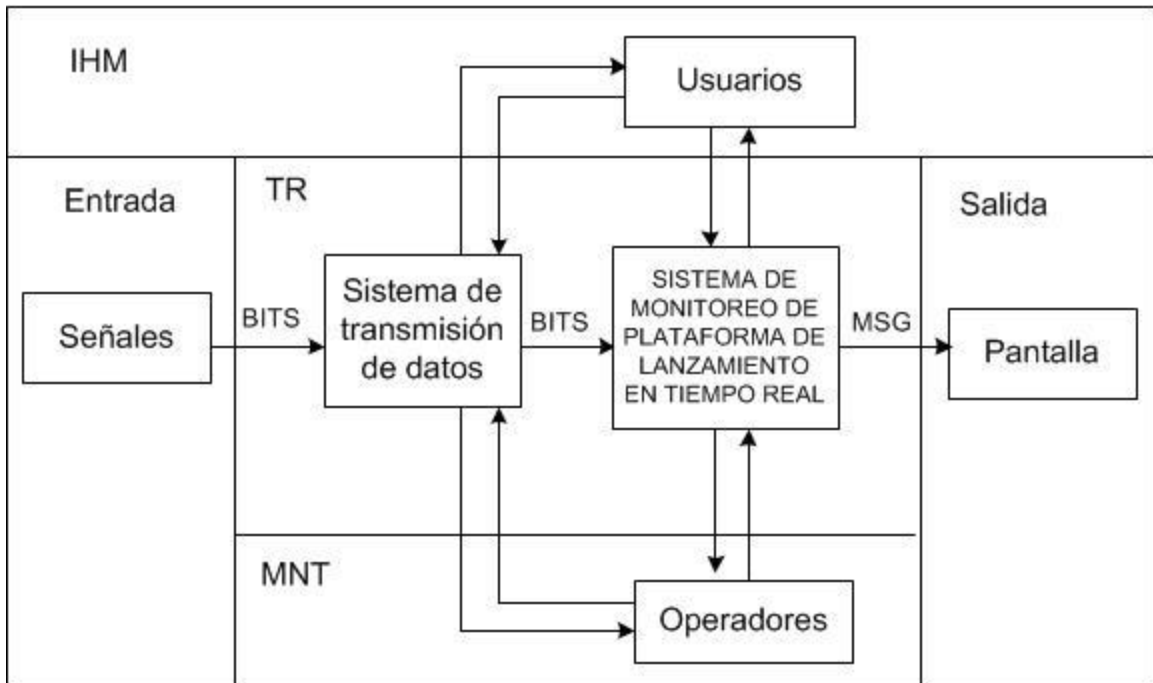 IHM
Usuarios
Entrada
TR
Salida
Señales
BITS
Sistema de
transmisión
de datos
BITS
SISTEMA DE
MONITOREO DE
PLATAFORMA DE
LANZAMIENTO
EN TIEMPO REAL
MSG
Pantalla
MNT
Operadores